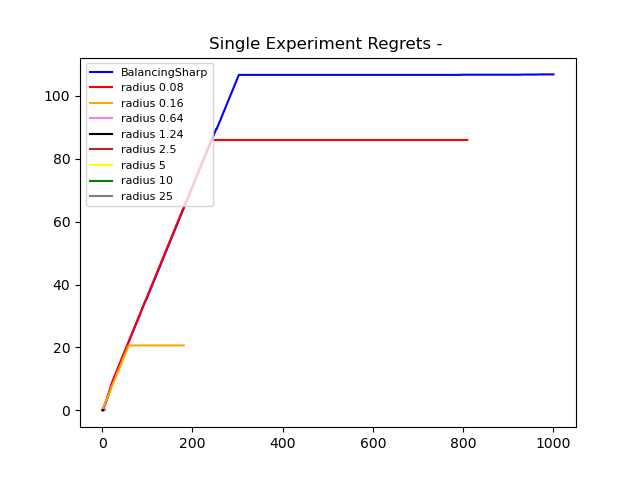 Single Experiment Regrets -
BalancingSharp
radius 0.08
radius 0.16
radius 0.64
radius 1.24
radius 2.5
radius 5
radius 10
radius 25
100
80
60
40
20
0
0 200 400 600 800 1000